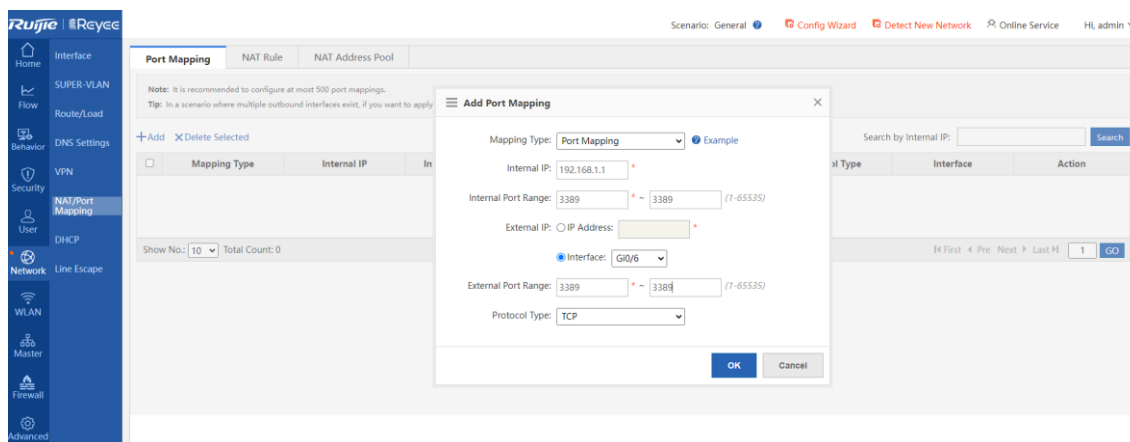 Ruijie | Reyee
Scenario: General
Config Wizard
Detect New Network
Online Service
Hi, admin
Home
Flow
Behavior
Security
User
Network
WLAN
Master
Firewall
Advanced
Interface
SUPER-VLAN
Route/Load
DNS Settings
VPN
NAT/Port
Mapping
DHCP
Line Escape
Port Mapping
NAT Rule
NAT Address Pool
Note: It is recommended to configure at most 500 port mappings.
Tip: In a scenario where multiple outbound interfaces exist, if you want to apply
+Add X Delete Selected
Search by Internal IP:
Search
Mapping Type
Internal IP
In
ol Type
Interface
Action
Show No.: 10 Total Count: 0
First Pre Next Last 1 GO
Add Port Mapping
Mapping Type: Port Mapping Example
Internal IP: 192.168.1.1 *
Internal Port Range: 3389 * ~ 3389 (1-65535)
External IP: IP Address: *
Interface: Gi0/6
External Port Range: 3389 * ~ 3389 (1-65535)
Protocol Type: TCP
OK
Cancel